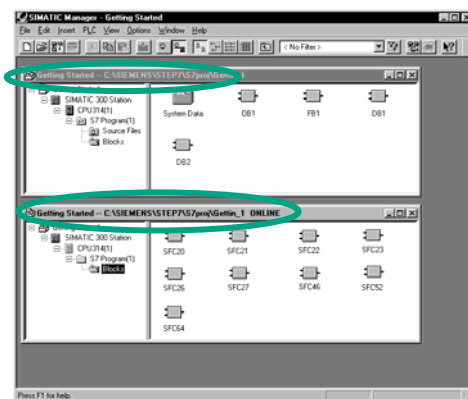 SIMATIC Manager - Getting Started
File Edit Insert PLC View Options Window Help
< No Filter >
Getting Started -- C:\SIEMENS\STEP7\S7proj\Gettin_1
SIMATIC 300 Station
CPU314(1)
S7 Program(1)
Source Files
Blocks
System Data DB1 FB1 OB1
DB2
Getting Started -- C:\SIEMENS\STEP7\S7proj\Gettin_1 ONLINE
SIMATIC 300 Station
CPU314(1)
S7 Program(1)
Blocks
SFC20 SFC21 SFC22 SFC23
SFC26 SFC27 SFC46 SFC52
SFC64
Press F1 for help.